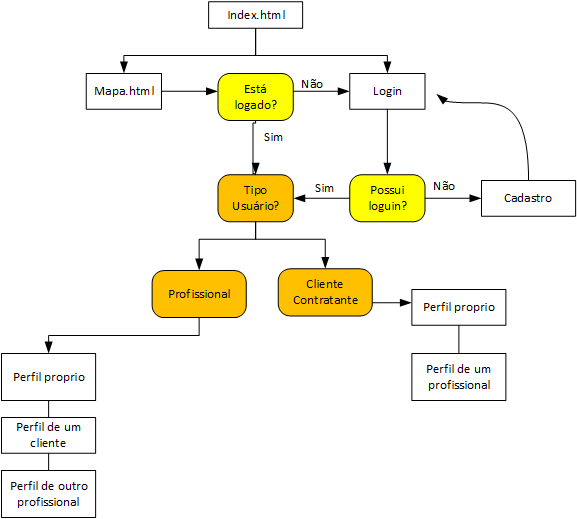 Index.html
Mapa.html
Está
logado?
Não
Login
Sim
Tipo
Usuário?
Sim
Possui
loguin?
Não
Cadastro
Profissional
Cliente
Contratante
Perfil proprio
Perfil de um
profissional
Perfil proprio
Perfil de um
cliente
Perfil de outro
profissional